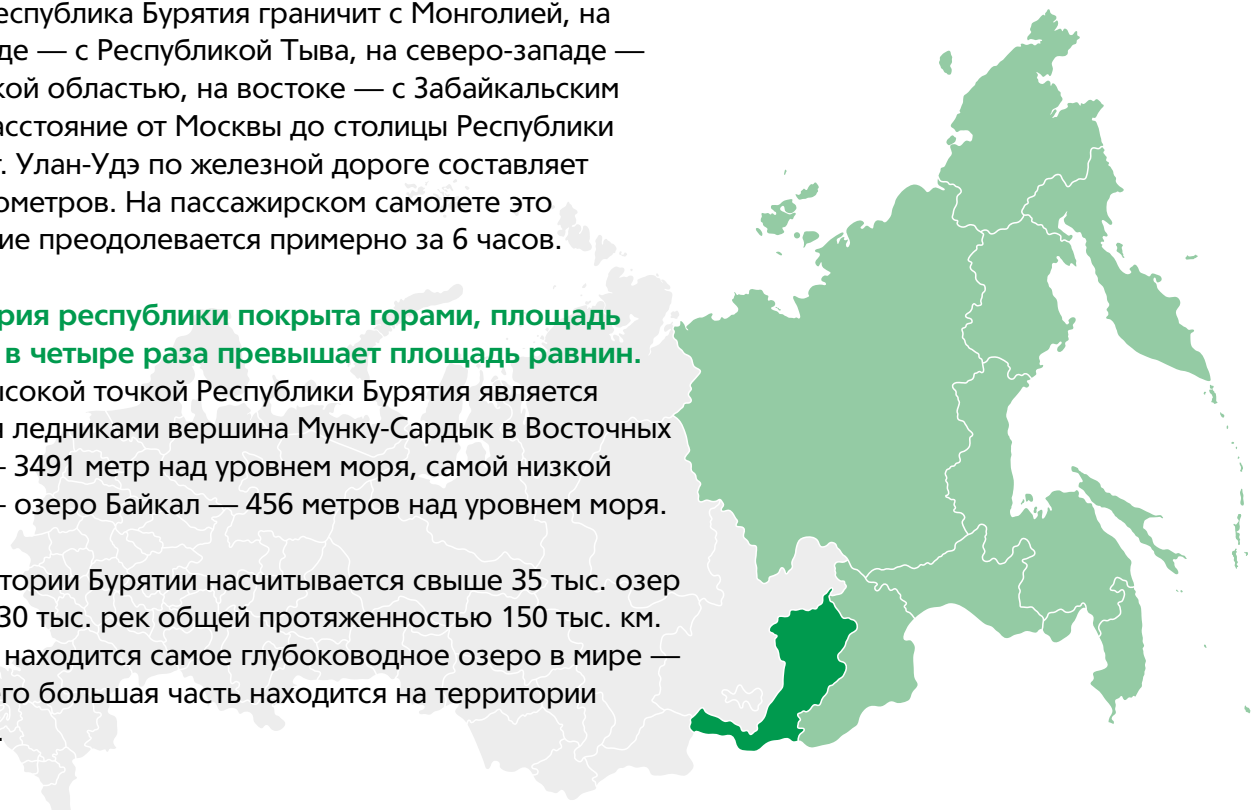 еспублика Бурятия граничит с Монголией, на
де — с Республикой Тыва, на северо-западе —
кой областью, на востоке — с Забайкальским
асстояние от Москвы до столицы Республики
г. Улан-Удэ по железной дороге составляет
ометров. На пассажирском самолете это
ие преодолевается примерно за 6 часов.
рия республики покрыта горами, площадь
в четыре раза превышает площадь равнин.
ысокой точкой Республики Бурятия является
и ледниками вершина Мунку-Сардык в Восточных
— 3491 метр над уровнем моря, самой низкой
— озеро Байкал — 456 метров над уровнем моря.
тории Бурятии насчитывается свыше 35 тыс. озер
30 тыс. рек общей протяженностью 150 тыс. км.
находится самое глубоководное озеро в мире —
его большая часть находится на территории
.